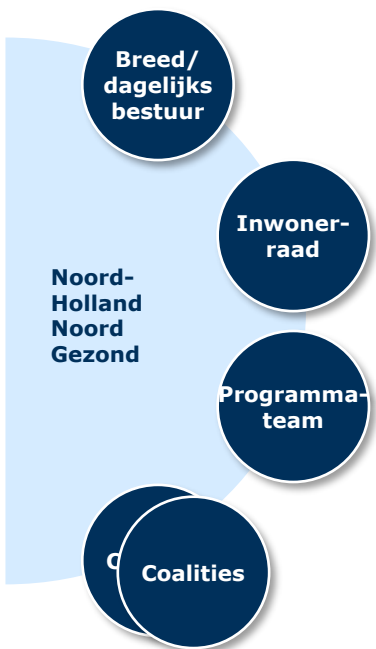 Breed/
dagelijks
bestuur
Inwoner-
raad
Noord-
Holland
Noord
Gezond
Programma-
team
Coalities